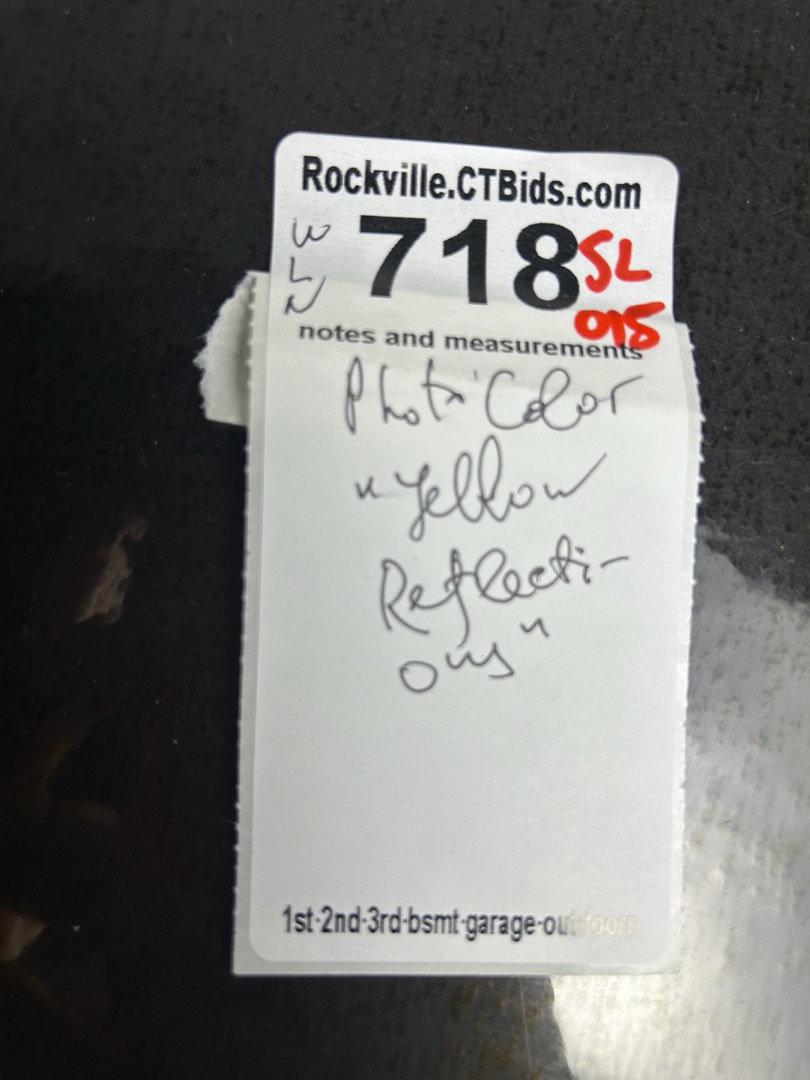 Rockville.CTBids.com
W
L
N
718
SL
015
notes and measurements
Photo Color
"Yellow
Reflecti-
ons"
1st-2nd-3rd-bsmt-garage-outdoors